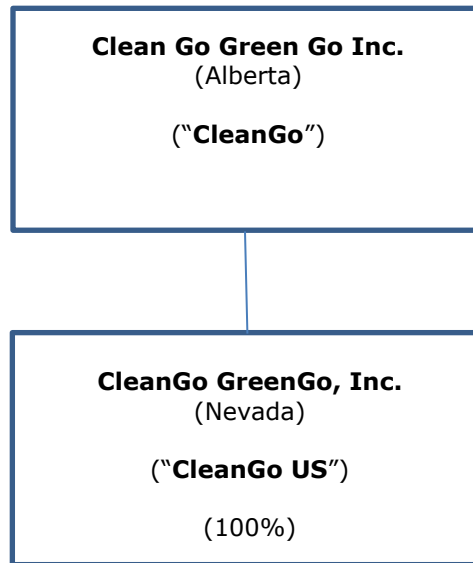 Clean Go Green Go Inc.
(Alberta)
(“CleanGo”)
CleanGo GreenGo, Inc.
(Nevada)
(“CleanGo US”)
(100%)